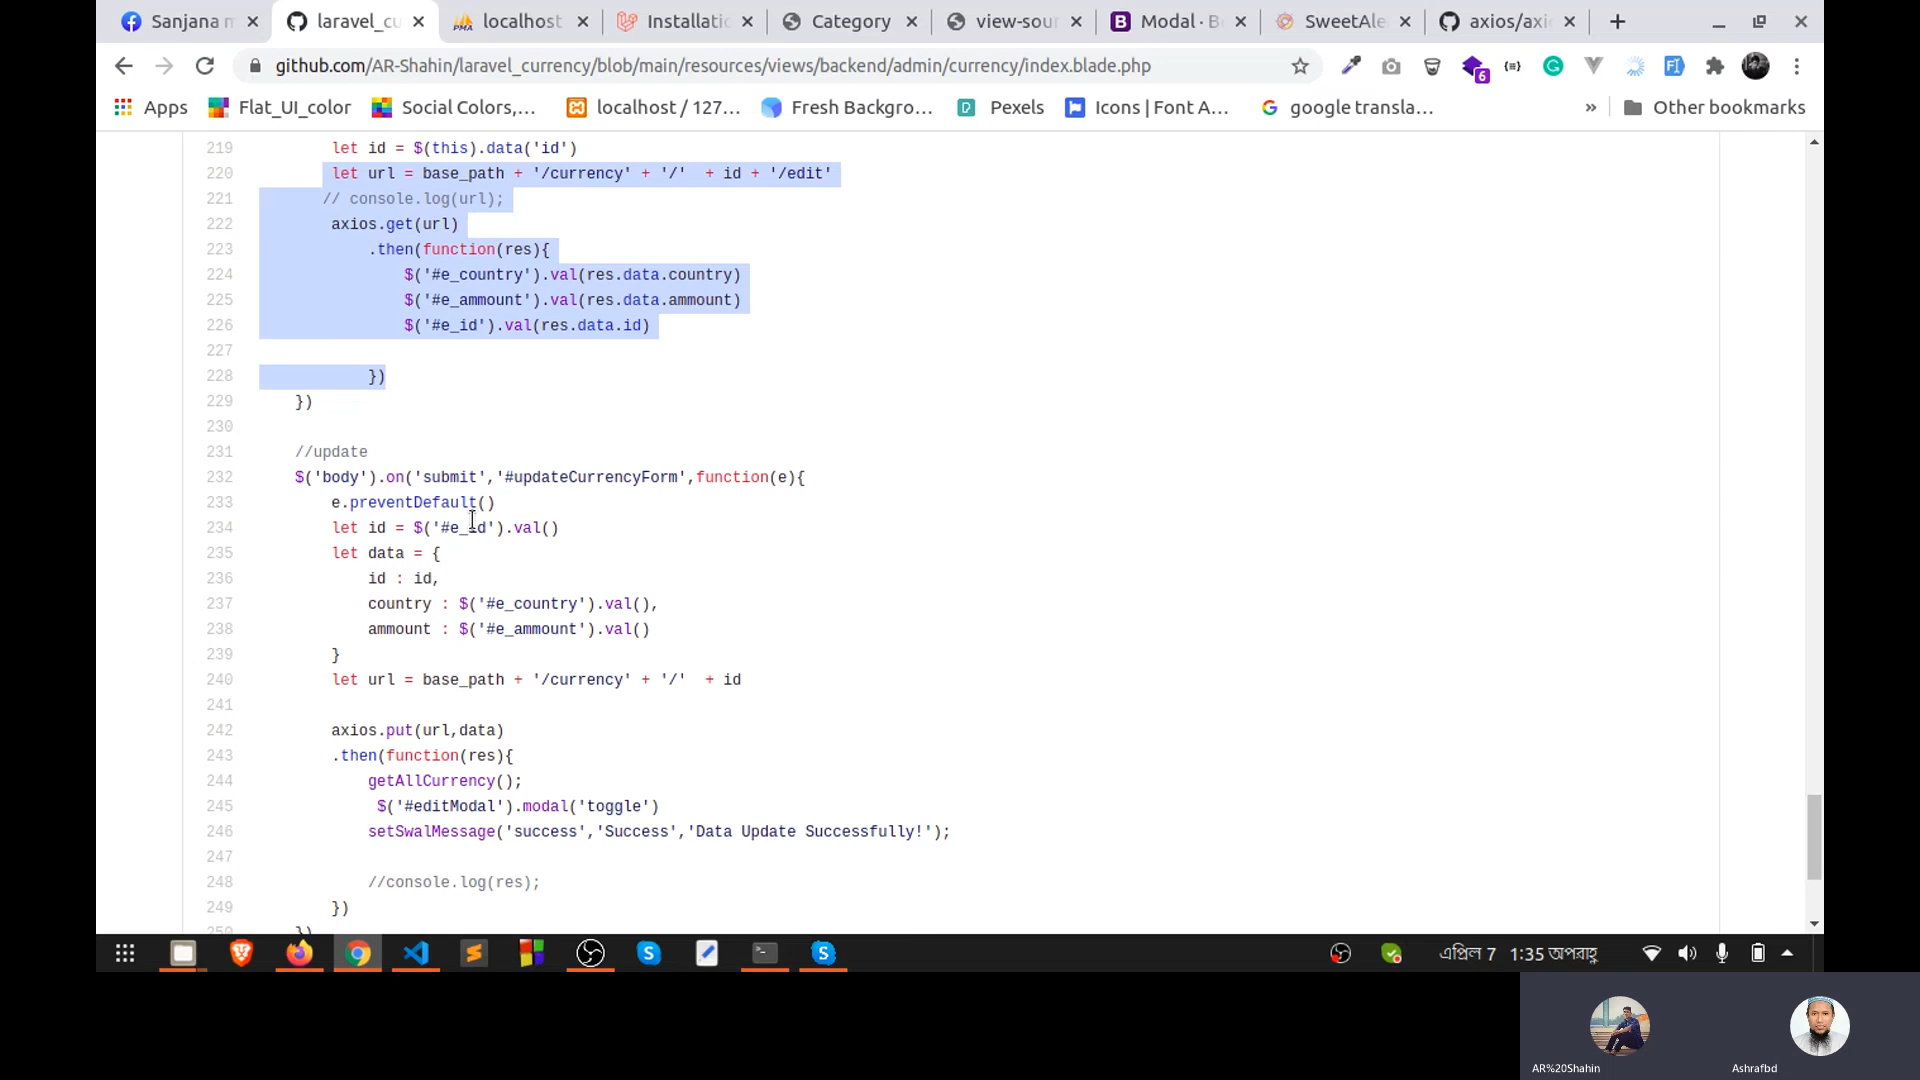 Sanjana m
laravel_cu
localhost
Installatio
Category
view-sour
Modal · B
SweetAle
axios/axi
github.com/AR-Shahin/laravel_currency/blob/main/resources/views/backend/admin/currency/index.blade.php
6
Apps
Flat_UI_color
Social Colors,...
localhost / 127...
Fresh Backgro...
Pexels
Icons | Font A...
google transla...
»
Other bookmarks
219 let id = $(this).data('id')
220 let url = base_path + '/currency' + '/'  + id + '/edit'
221 // console.log(url);
222 axios.get(url)
223 .then(function(res){
224 $('#e_country').val(res.data.country)
225 $('#e_ammount').val(res.data.ammount)
226 $('#e_id').val(res.data.id)
227
228 })
229 })
230
231 //update
232 $('body').on('submit','#updateCurrencyForm',function(e){
233 e.preventDefault()
234 let id = $('#e_id').val()
235 let data = {
236 id : id,
237 country : $('#e_country').val(),
238 ammount : $('#e_ammount').val()
239 }
240 let url = base_path + '/currency' + '/'  + id
241
242 axios.put(url,data)
243 .then(function(res){
244 getAllCurrency();
245 $('#editModal').modal('toggle')
246 setSwalMessage('success','Success','Data Update Successfully!');
247
248 //console.log(res);
249 })
250 })
এপ্রিল 7 1:35 অপরাহ্ণ
AR%20Shahin
Ashrafbd